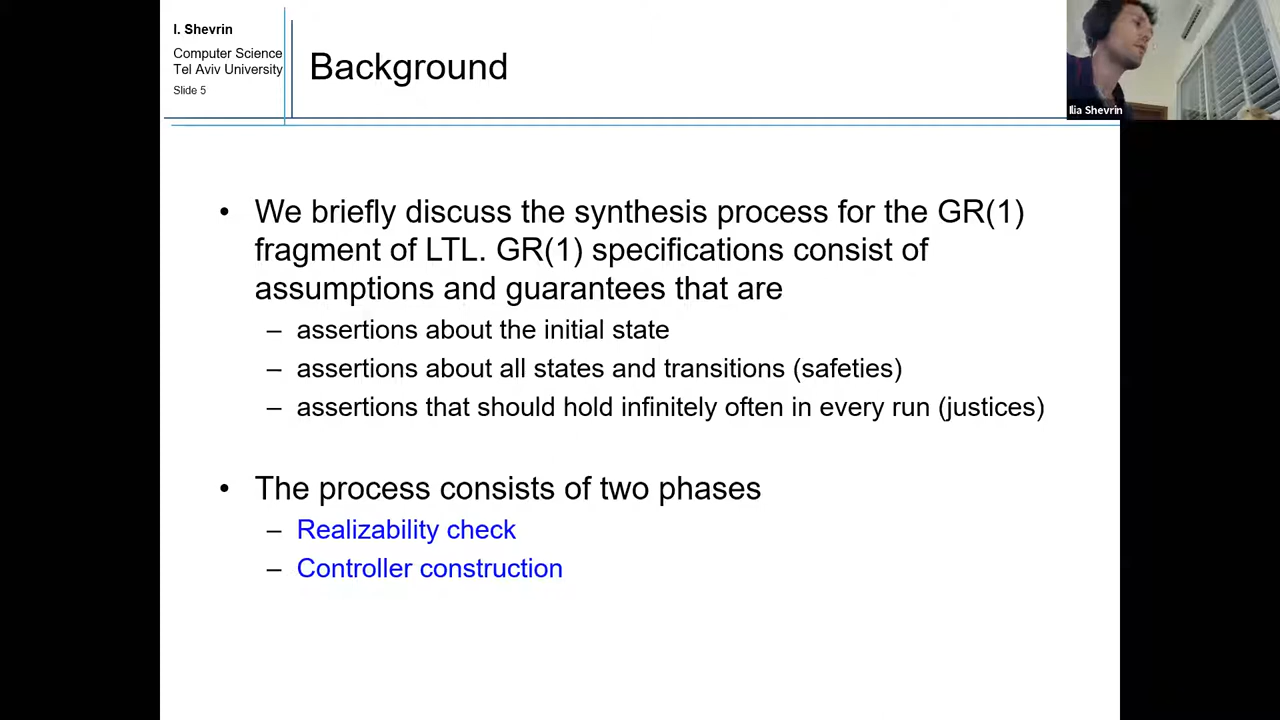 I. Shevrin
Computer Science
Tel Aviv University
Slide 5
Background
Ilia Shevrin
• We briefly discuss the synthesis process for the GR(1)
fragment of LTL. GR(1) specifications consist of
assumptions and guarantees that are
– assertions about the initial state
– assertions about all states and transitions (safeties)
– assertions that should hold infinitely often in every run (justices)
• The process consists of two phases
– Realizability check
– Controller construction